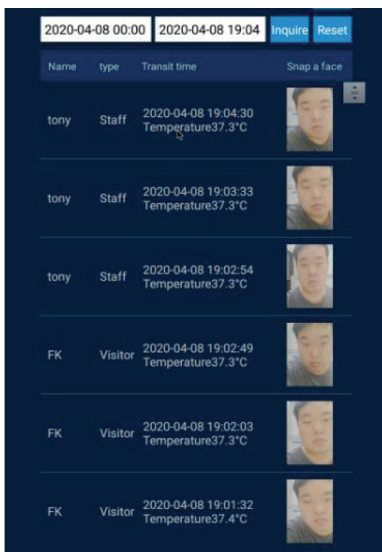 2020-04-08 00:00 2020-04-08 19:04 Inquire Reset
Name type Transit time Snap a face
tony Staff 2020-04-08 19:04:30
Temperature37.3°C
tony Staff 2020-04-08 19:03:33
Temperature37.3°C
tony Staff 2020-04-08 19:02:54
Temperature37.3°C
FK Visitor 2020-04-08 19:02:49
Temperature37.3°C
FK Visitor 2020-04-08 19:02:03
Temperature37.3°C
FK Visitor 2020-04-08 19:01:32
Temperature37.4°C